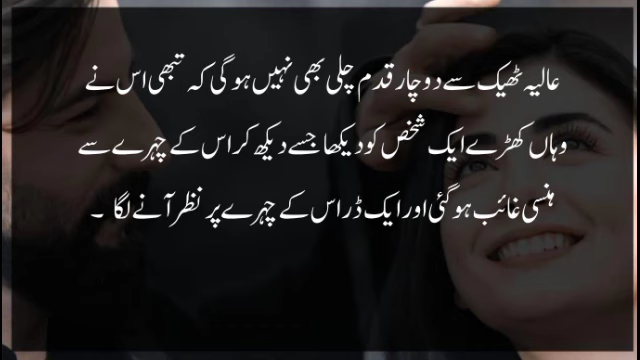 عالیہ ٹھیک سے دو چار قدم چلی بھی نہیں ہو گی کہ تبھی اس نے
وہاں کھڑے ایک شخص کو دیکھا جسے دیکھ کر اس کے چہرے سے
ہنسی غائب ہو گئی اور ایک ڈر اس کے چہرے پر نظر آنے لگا ۔